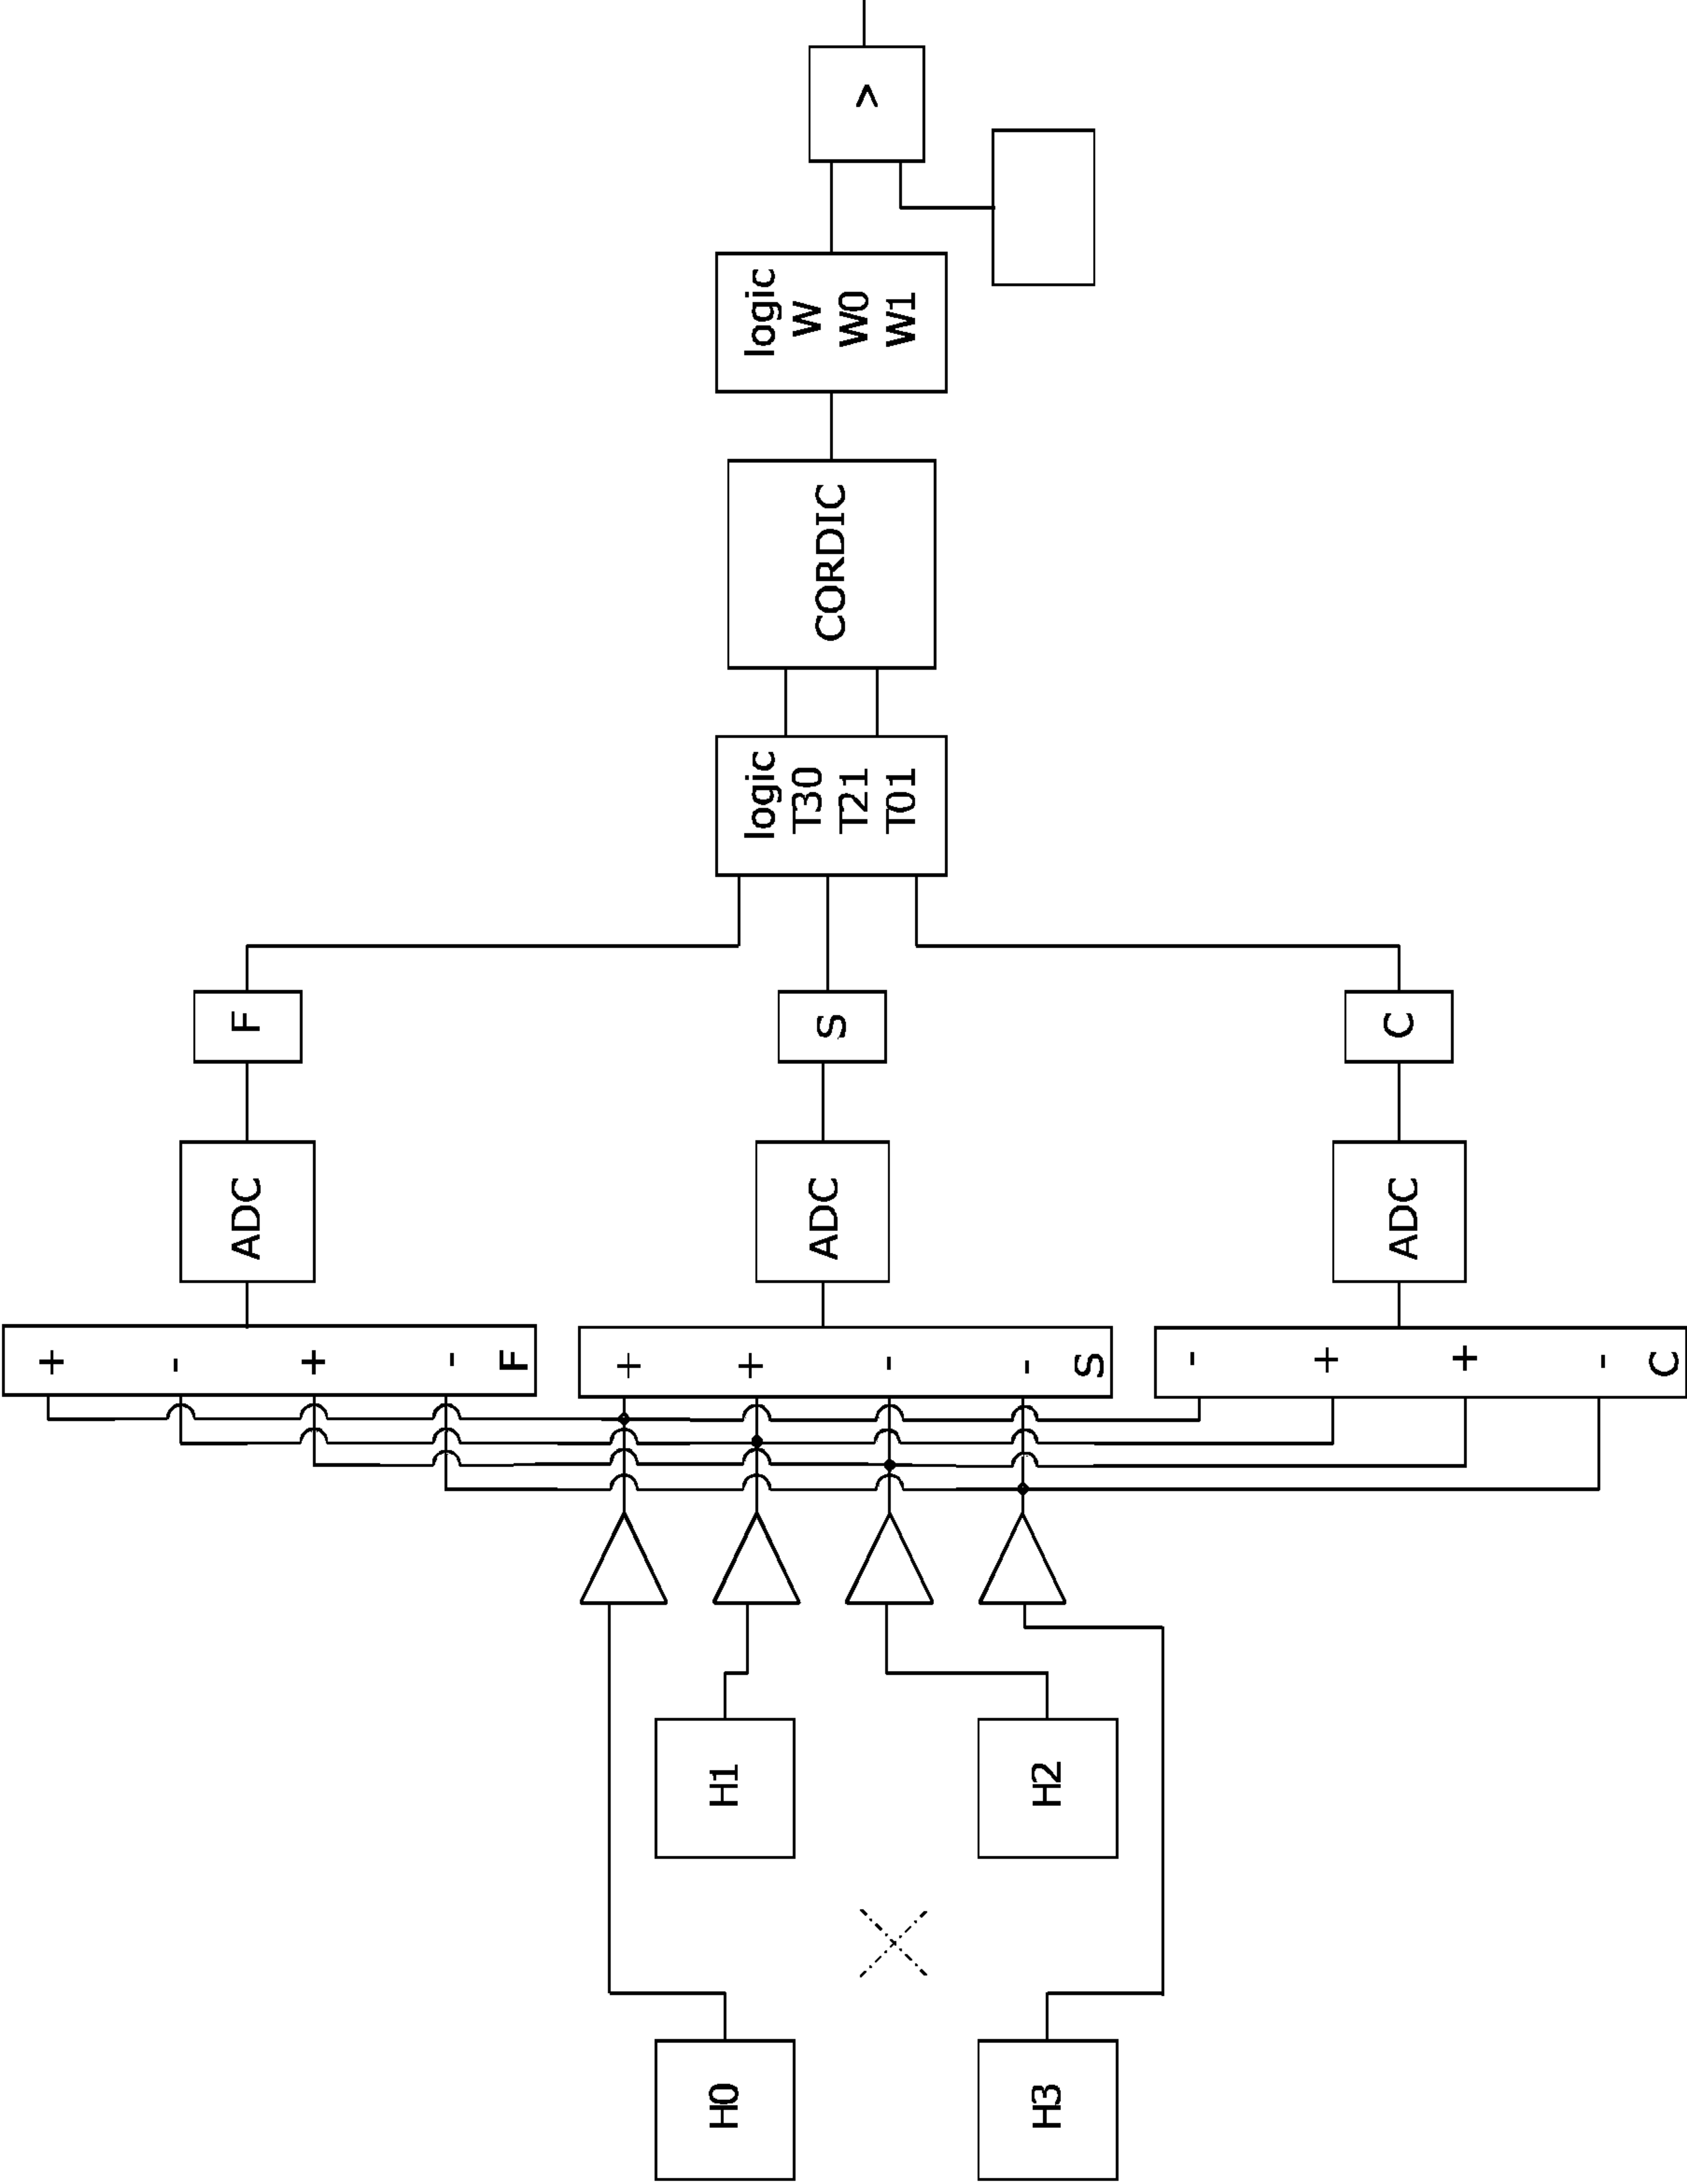 H0
H3
H1
H2
+
-
+
-
F
+
+
-
-
S
-
+
+
-
C
ADC
ADC
ADC
F
S
C
logic
T30
T21
T01
CORDIC
logic
W
W0
W1
>